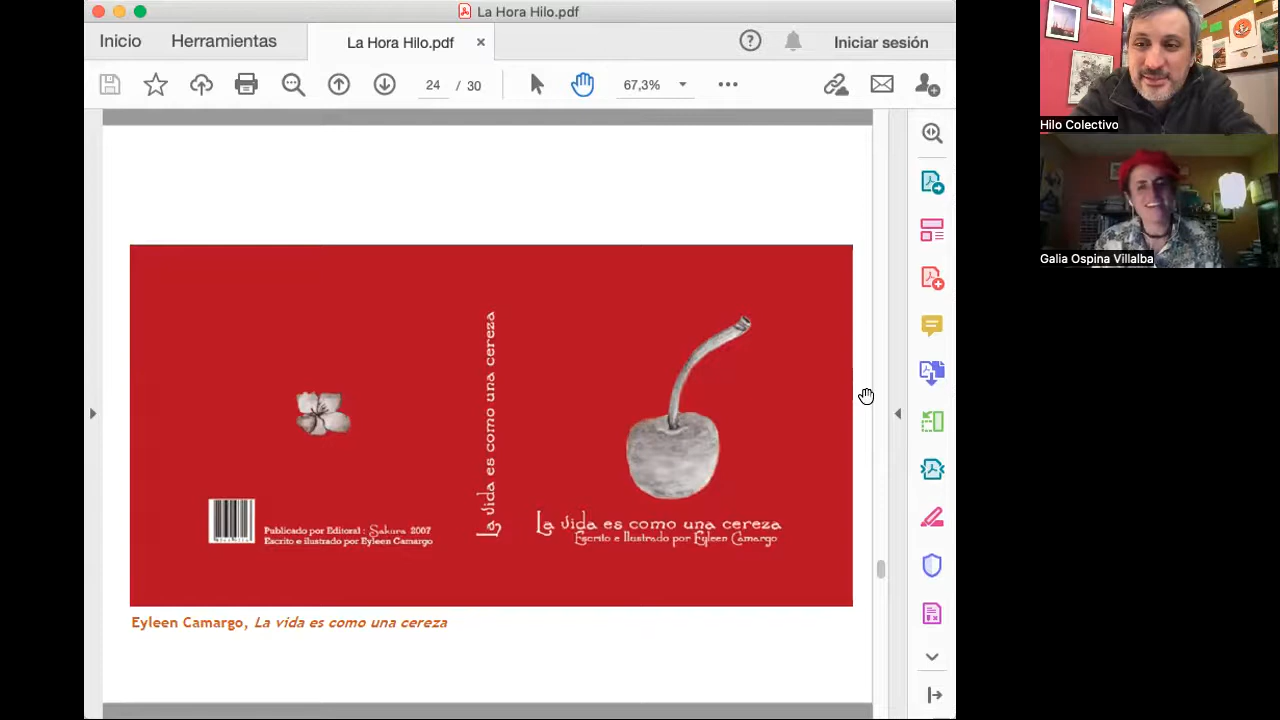 La Hora Hilo.pdf
Inicio
Herramientas
La Hora Hilo.pdf
Iniciar sesión
24 / 30
67,3%
La vida es como una cereza
La vida es como una cereza
Escrito e Ilustrado por Eyleen Camargo
Publicado por Editoral : Sakura 2007
Escrito e ilustrado por Eyleen Camargo
Eyleen Camargo, La vida es como una cereza
Hilo Colectivo
Galia Ospina Villalba